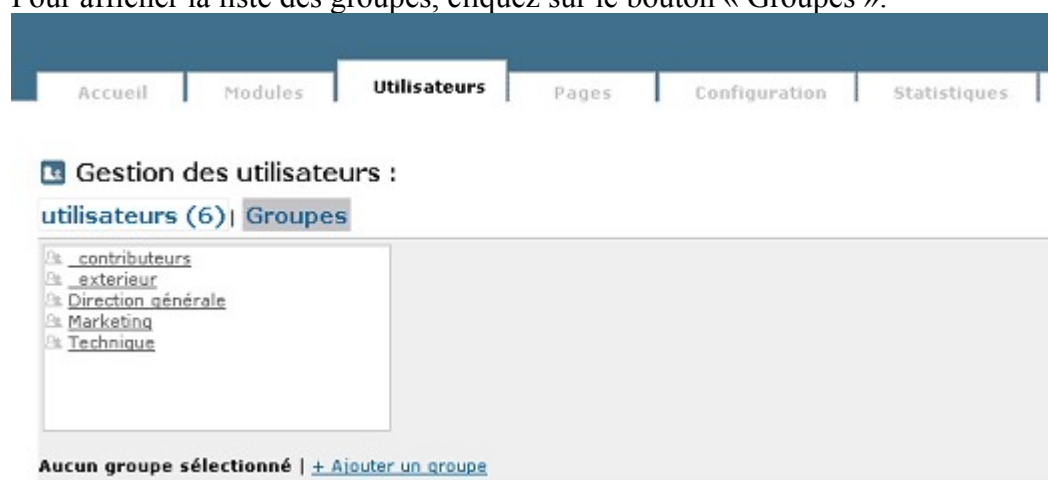 Pour afficher la liste des groupes, cliquez sur le bouton « Groupes ».
Accueil Modules Utilisateurs Pages Configuration Statistiques
Gestion des utilisateurs :
utilisateurs (6)| Groupes
_contributeurs
_exterieur
Direction générale
Marketing
Technique
Aucun groupe sélectionné | + Ajouter un groupe